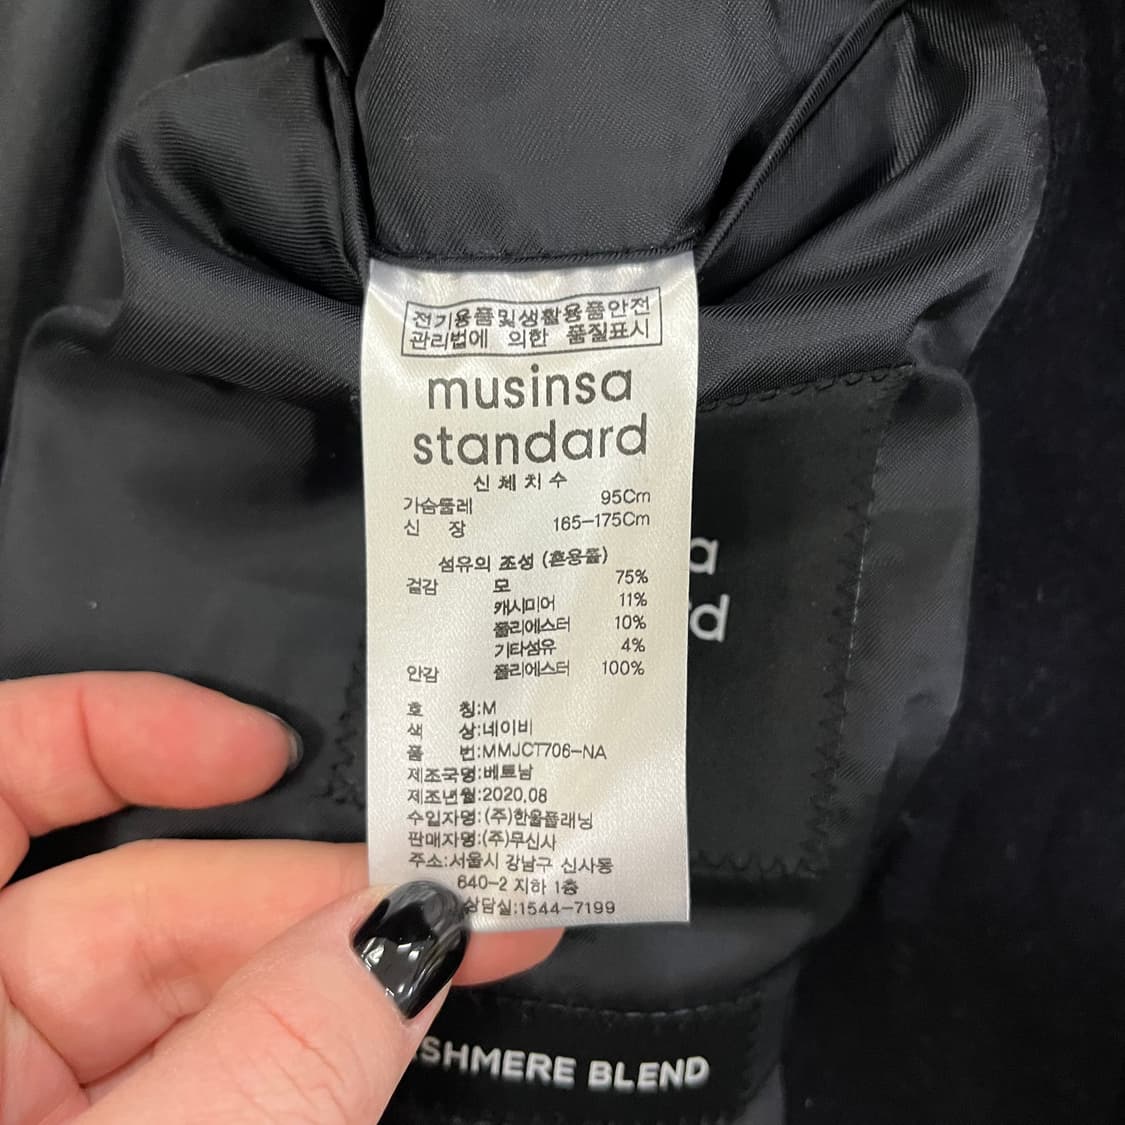 전기용품및생활용품안전
관리법에 의한 품질표시
musinsa
standard
신체치수
가슴둘레 95Cm
신 장 165-175Cm
섬유의 조성 (혼용률)
겉감 모 75%
캐시미어 11%
폴리에스터 10%
기타섬유 4%
안감 폴리에스터 100%
호 칭:M
색 상:네이비
품 번:MMJCT706-NA
제조국명:베트남
제조년월:2020.08
수입자명:(주)한울플래닝
판매자명:(주)무신사
주소:서울시 강남구 신사동
640-2 지하 1층
상담실:1544-7199
a
rd
SHMERE BLEND